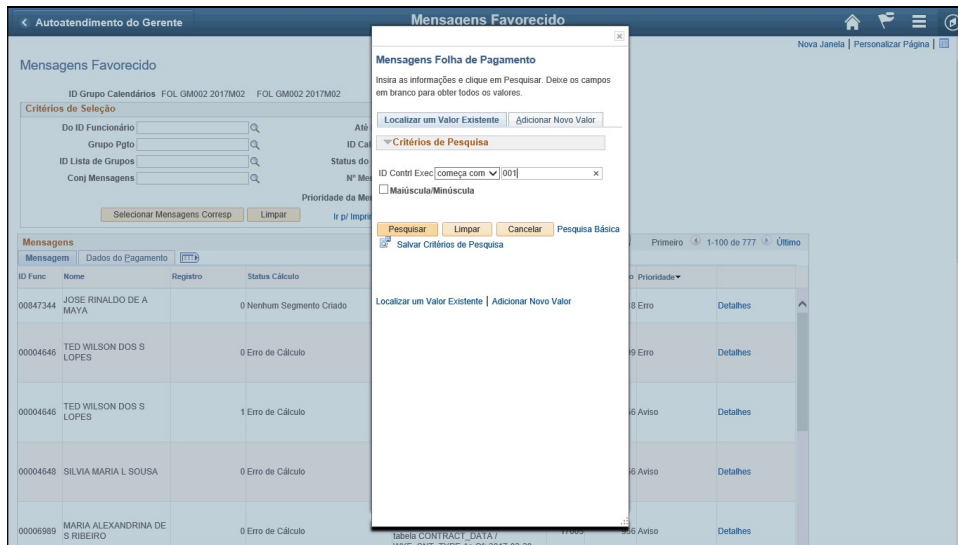 Autoatendimento do Gerente
Mensagens Favorecido
Nova Janela | Personalizar Página |
Mensagens Favorecido
ID Grupo Calendários FOL GM002 2017M02 FOL GM002 2017M02
Critérios de Seleção
Do ID Funcionário
Até
Grupo Pgto
ID Cal
ID Lista de Grupos
Status do
Conj Mensagens
Nº Me
Prioridade da Me
Selecionar Mensagens Corresp
Limpar
Ir p/ Impri
Mensagens Folha de Pagamento
Insira as informações e clique em Pesquisar. Deixe os campos
em branco para obter todos os valores.
Localizar um Valor Existente
Adicionar Novo Valor
Critérios de Pesquisa
ID Contrl Exec começa com 001
Maiúscula/Minúscula
Pesquisar Limpar Cancelar Pesquisa Básica
Salvar Critérios de Pesquisa
Localizar um Valor Existente | Adicionar Novo Valor
Mensagens
Primeiro 1-100 de 777 Último
Mensagem Dados do Pagamento
ID Func Nome Registro Status Cálculo Prioridade
00847344 JOSE RINALDO DE A
MAYA
0 Nenhum Segmento Criado 8 Erro Detalhes
00004646 TED WILSON DOS S
LOPES
0 Erro de Cálculo 9 Erro Detalhes
00004646 TED WILSON DOS S
LOPES
1 Erro de Cálculo 6 Aviso Detalhes
00004648 SILVIA MARIA L SOUSA 0 Erro de Cálculo 6 Aviso Detalhes
00006989 MARIA ALEXANDRINA DE
S RIBEIRO
0 Erro de Cálculo
tabela CONTRACT_DATA /
956 Aviso Detalhes